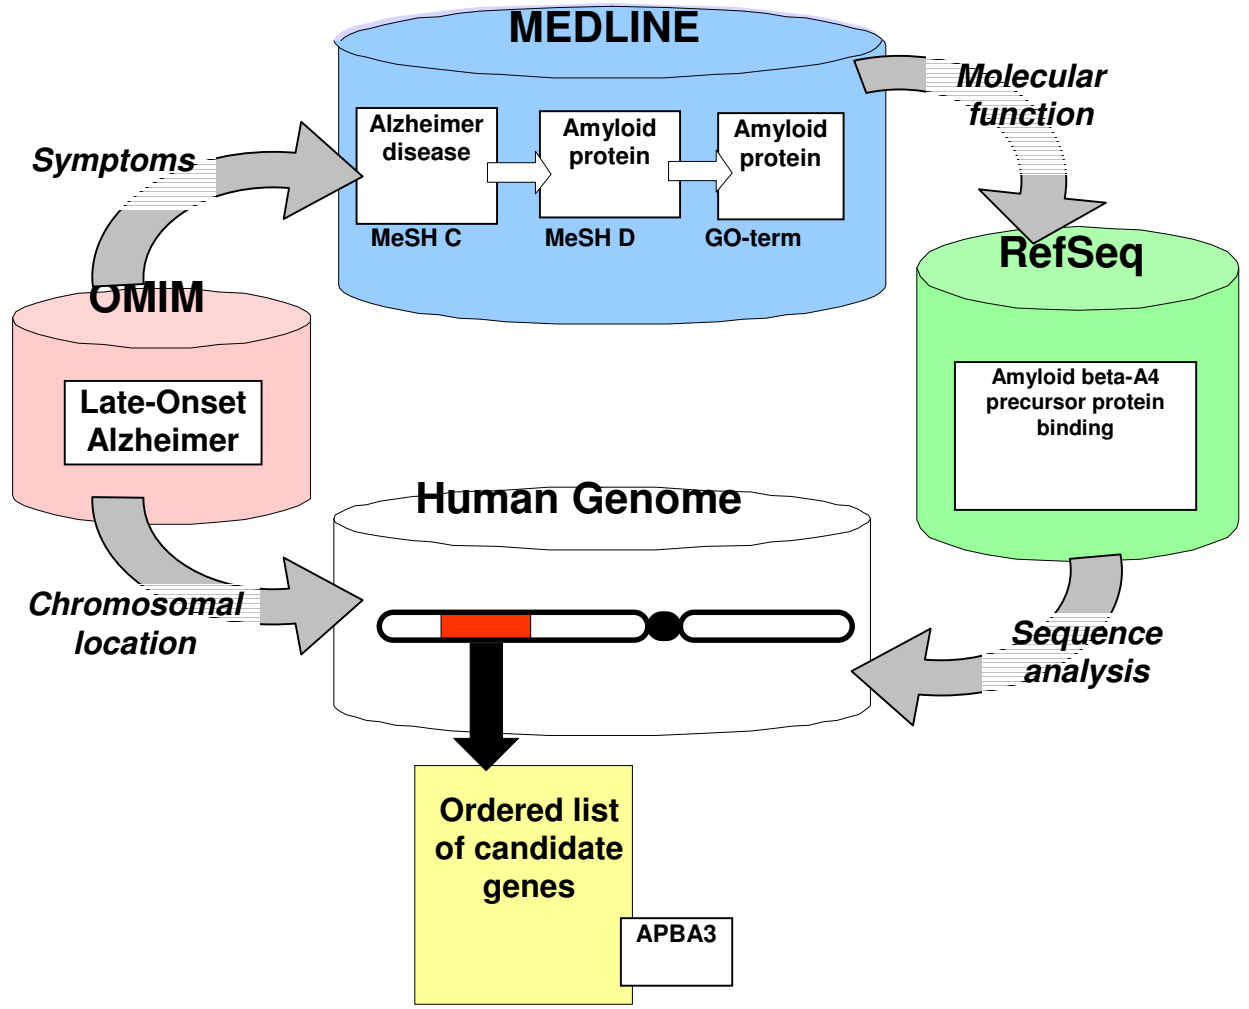 MEDLINE
Molecular
function
Symptoms
Alzheimer
disease
Amyloid
protein
Amyloid
protein
MeSH C
MeSH D
GO-term
RefSeq
OMIM
Late-Onset
Alzheimer
Amyloid beta-A4
precursor protein
binding
Human Genome
Chromosomal
location
Sequence
analysis
Ordered list
of candidate
genes
APBA3